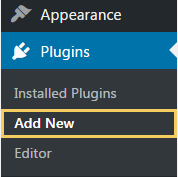 Appearance
Plugins
Installed Plugins
Add New
Editor